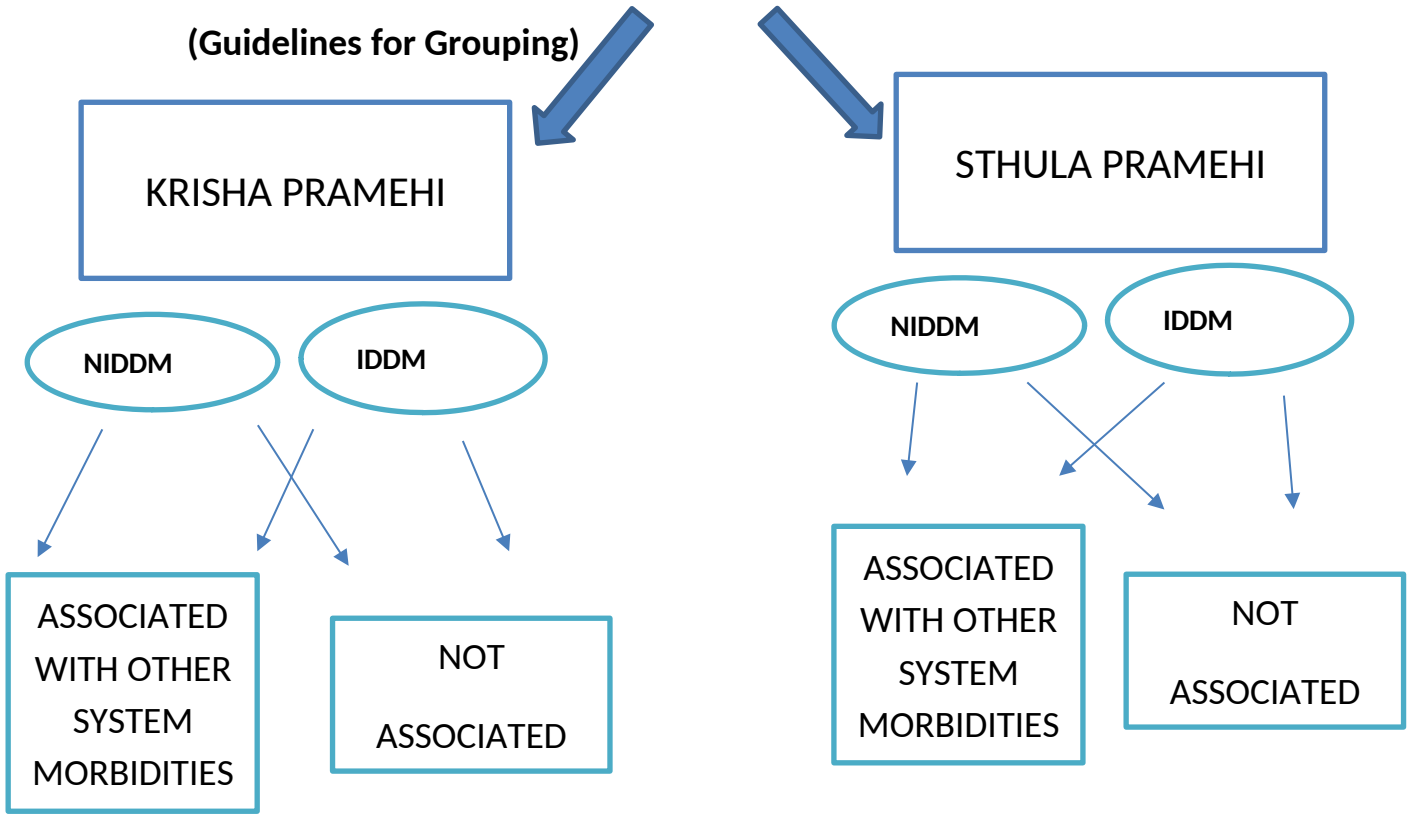 (Guidelines for Grouping)
KRISHA PRAMEHI
STHULA PRAMEHI
NIDDM
IDDM
NIDDM
IDDM
ASSOCIATED
WITH OTHER
SYSTEM
MORBIDITIES
NOT
ASSOCIATED
ASSOCIATED
WITH OTHER
SYSTEM
MORBIDITIES
NOT
ASSOCIATED